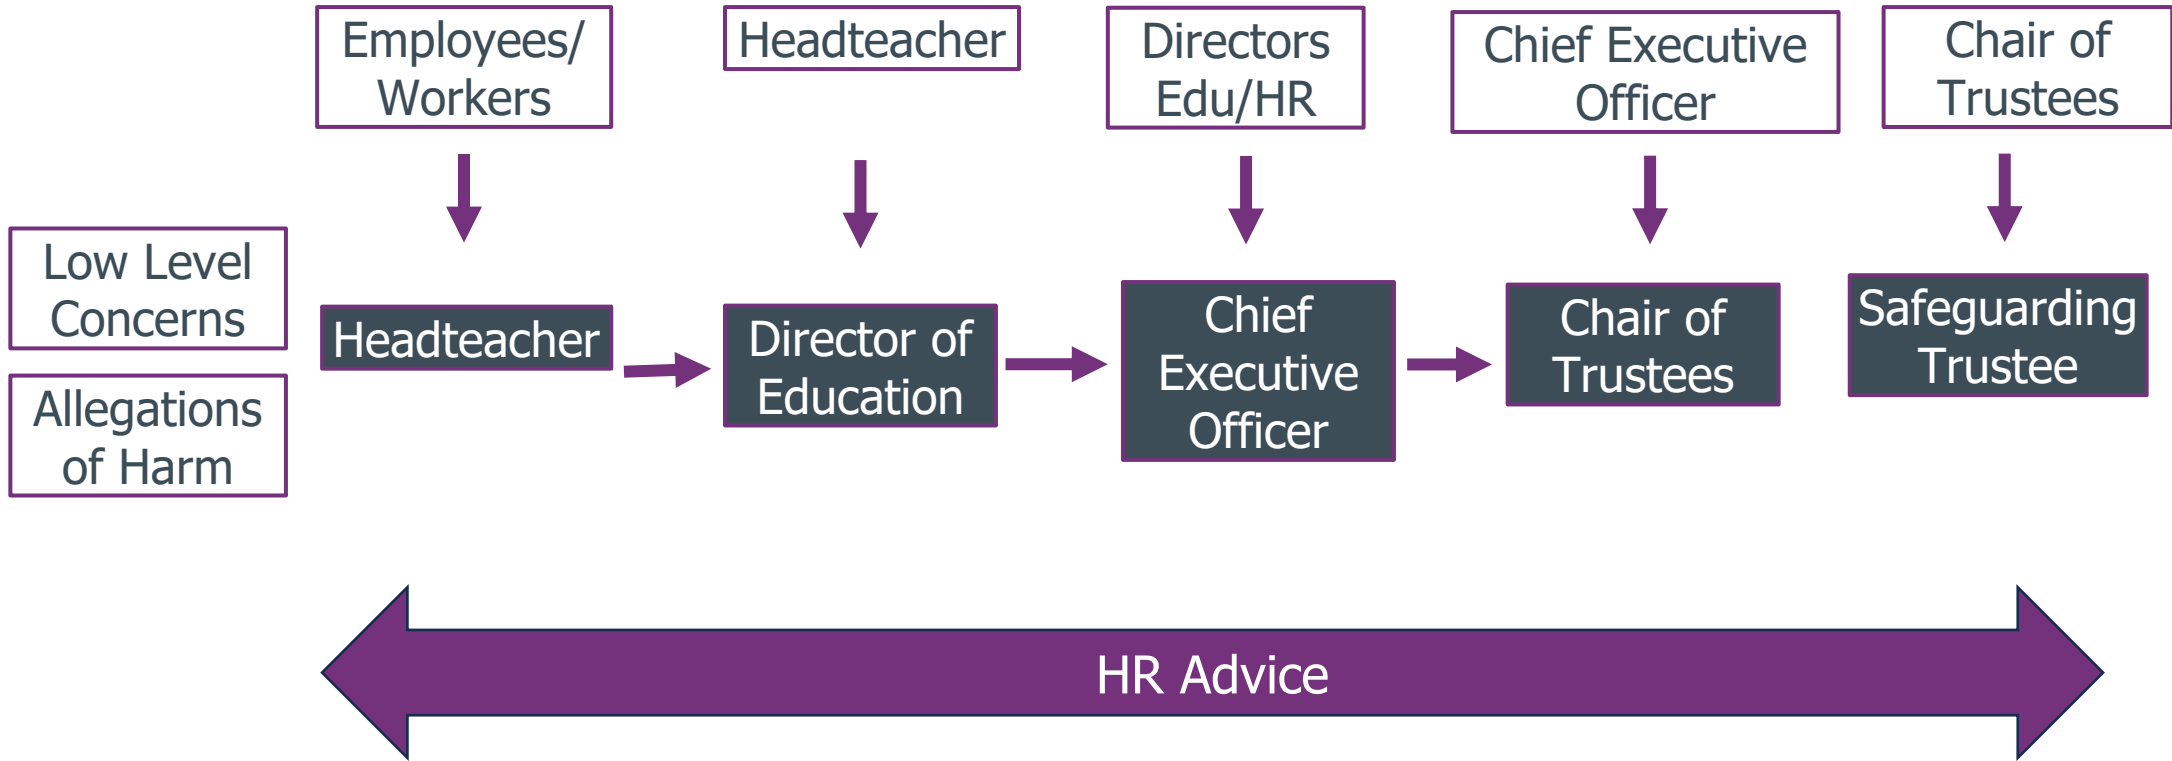 Employees/
Workers
Headteacher
Directors
Edu/HR
Chief Executive
Officer
Chair of
Trustees
Low Level
Concerns
Allegations
of Harm
Headteacher
Director of
Education
Chief
Executive
Officer
Chair of
Trustees
Safeguarding
Trustee
HR Advice